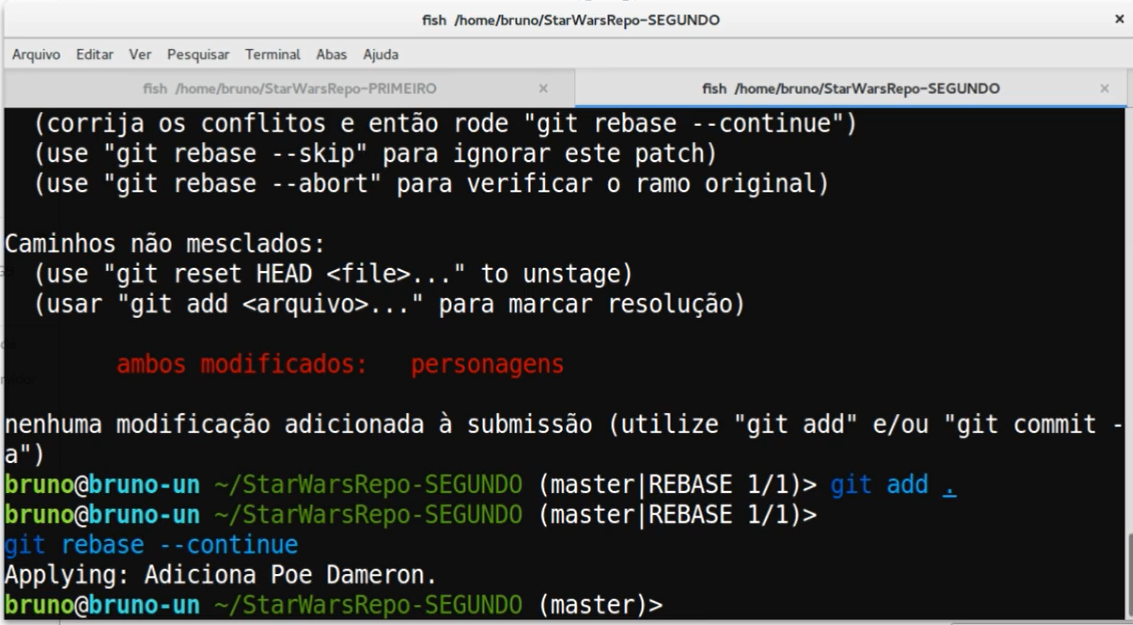 fish /home/bruno/StarWarsRepo-SEGUNDO
Arquivo Editar Ver Pesquisar Terminal Abas Ajuda
fish /home/bruno/StarWarsRepo-PRIMEIRO
fish /home/bruno/StarWarsRepo-SEGUNDO
(corrija os conflitos e então rode "git rebase --continue")
(use "git rebase --skip" para ignorar este patch)
(use "git rebase --abort" para verificar o ramo original)
Caminhos não mesclados:
(use "git reset HEAD <file>..." to unstage)
(usar "git add <arquivo>..." para marcar resolução)
ambos modificados: personagens
nenhuma modificação adicionada à submissão (utilize "git add" e/ou "git commit -
a")
bruno@bruno-un ~/StarWarsRepo-SEGUNDO (master|REBASE 1/1)> git add .
bruno@bruno-un ~/StarWarsRepo-SEGUNDO (master|REBASE 1/1)>
git rebase --continue
Applying: Adiciona Poe Dameron.
bruno@bruno-un ~/StarWarsRepo-SEGUNDO (master)>